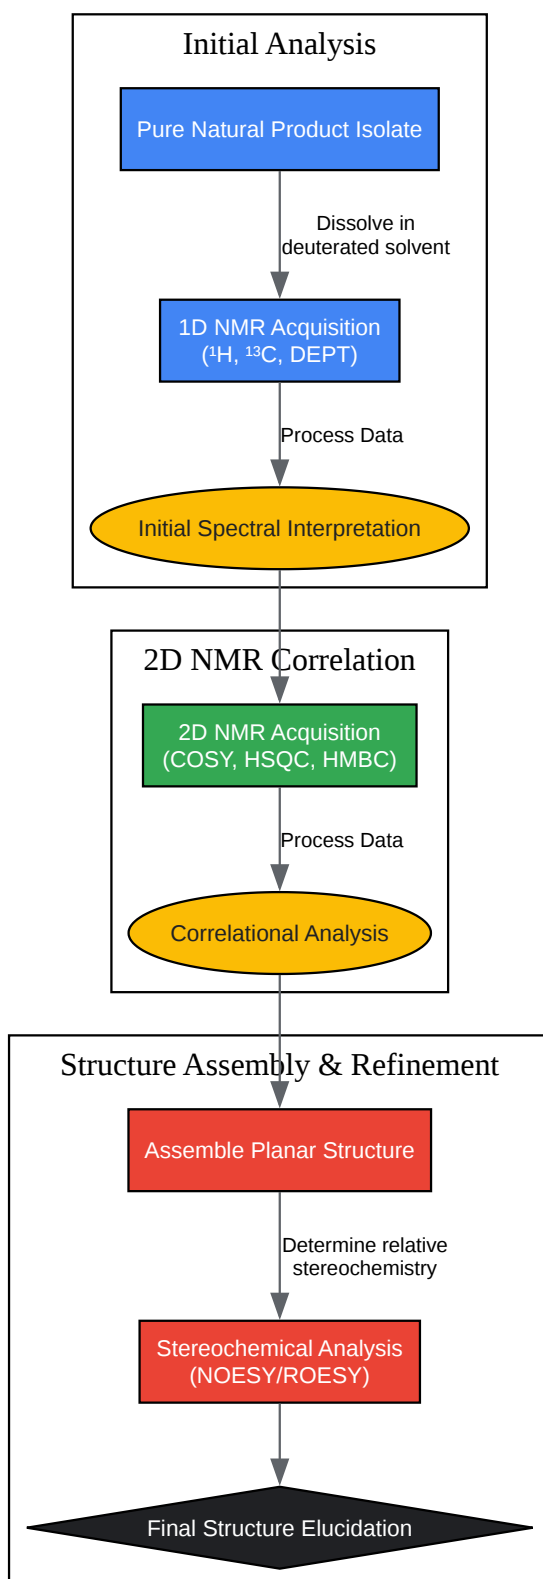 Initial Analysis
Pure Natural Product Isolate
Dissolve in
deuterated solvent
1D NMR Acquisition
(¹H, ¹³C, DEPT)
Process Data
Initial Spectral Interpretation
2D NMR Correlation
2D NMR Acquisition
(COSY, HSQC, HMBC)
Process Data
Correlational Analysis
Structure Assembly & Refinement
Assemble Planar Structure
Determine relative
stereochemistry
Stereochemical Analysis
(NOESY/ROESY)
Final Structure Elucidation